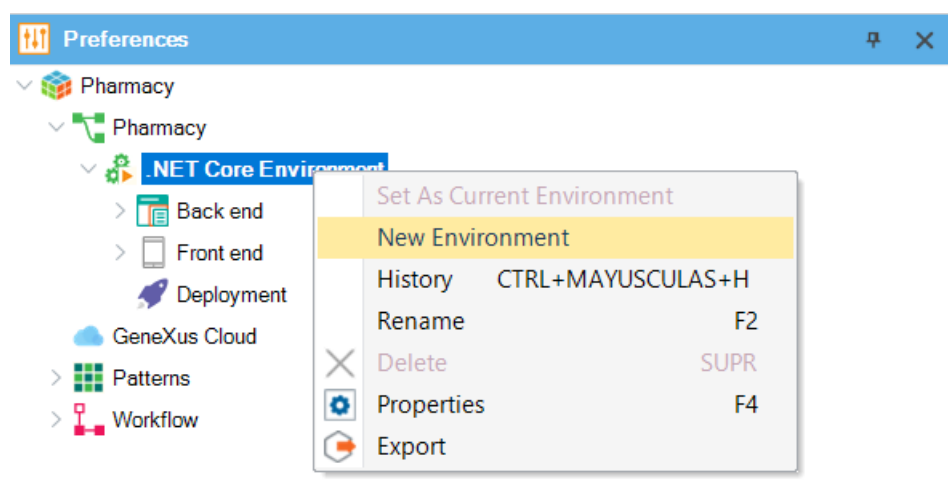 Preferences
Pharmacy
Pharmacy
.NET Core Environment
Set As Current Environment
Back end
New Environment
Front end
History CTRL+MAYUSCULAS+H
Deployment
Rename F2
GeneXus Cloud
Delete SUPR
Patterns
Properties F4
Workflow
Export